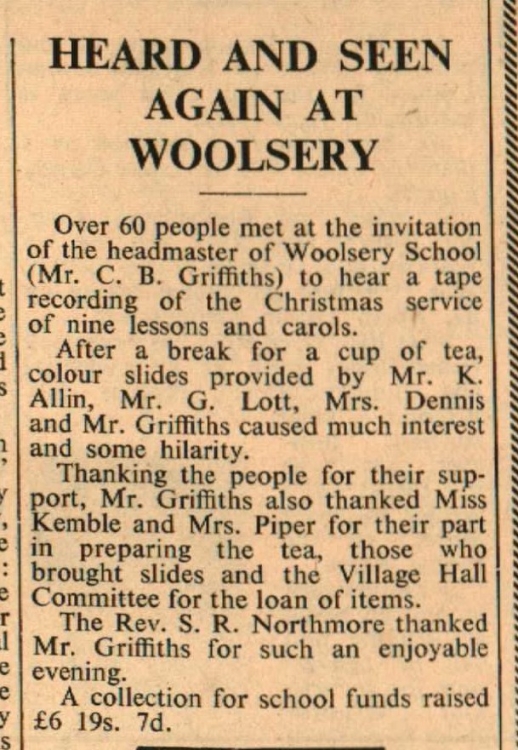 HEARD AND SEEN
AGAIN AT
WOOLSERY
Over 60 people met at the invitation
of the headmaster of Woolsery School
(Mr. C. B. Griffiths) to hear a tape
recording of the Christmas service
of nine lessons and carols.
After a break for a cup of tea,
colour slides provided by Mr. K.
Allin, Mr. G. Lott, Mrs. Dennis
and Mr. Griffiths caused much interest
and some hilarity.
Thanking the people for their sup-
port, Mr. Griffiths also thanked Miss
Kemble and Mrs. Piper for their part
in preparing the tea, those who
brought slides and the Village Hall
Committee for the loan of items.
The Rev. S. R. Northmore thanked
Mr. Griffiths for such an enjoyable
evening.
A collection for school funds raised
£6 19s. 7d.